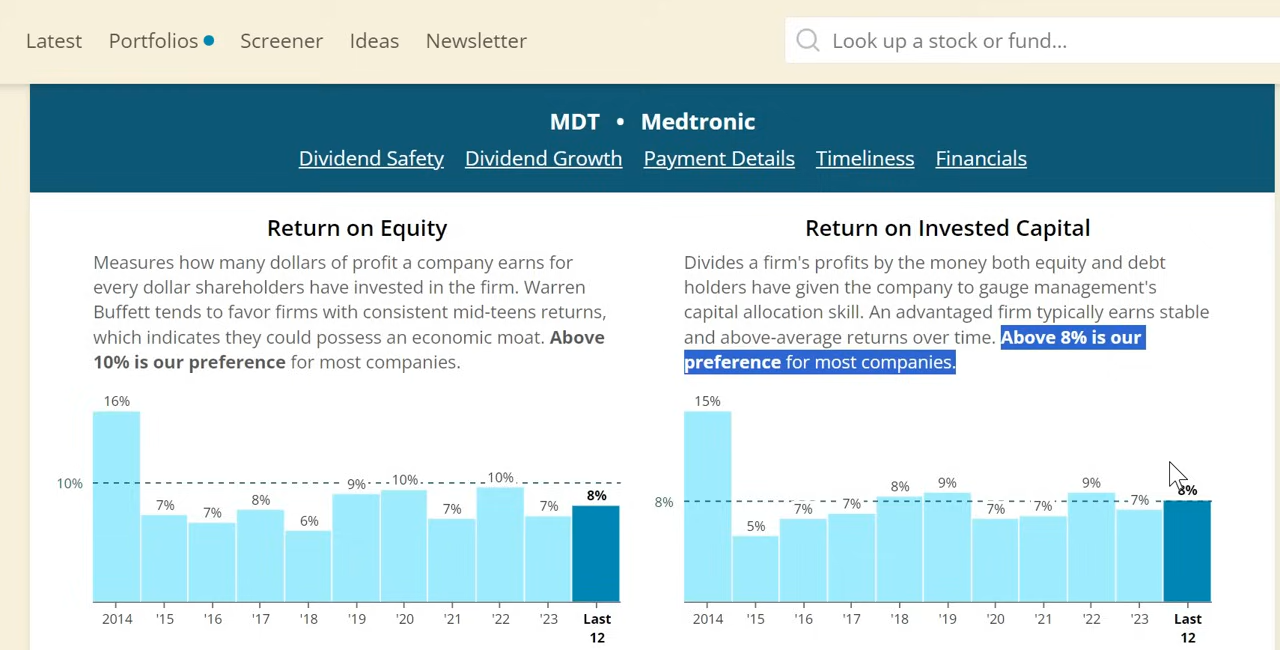 Latest Portfolios Screener Ideas Newsletter Look up a stock or fund...
MDT • Medtronic
Dividend Safety Dividend Growth Payment Details Timeliness Financials
Return on Equity
Measures how many dollars of profit a company earns for
every dollar shareholders have invested in the firm. Warren
Buffett tends to favor firms with consistent mid-teens returns,
which indicates they could possess an economic moat. Above
10% is our preference for most companies.
16%
7%
7%
8%
6%
9%
10%
7%
10%
7%
8%
10%
2014 '15 '16 '17 '18 '19 '20 '21 '22 '23 Last
12
Return on Invested Capital
Divides a firm's profits by the money both equity and debt
holders have given the company to gauge management's
capital allocation skill. An advantaged firm typically earns stable
and above-average returns over time. Above 8% is our
preference for most companies.
15%
5%
7%
7%
8%
9%
7%
7%
9%
7%
8%
8%
2014 '15 '16 '17 '18 '19 '20 '21 '22 '23 Last
12